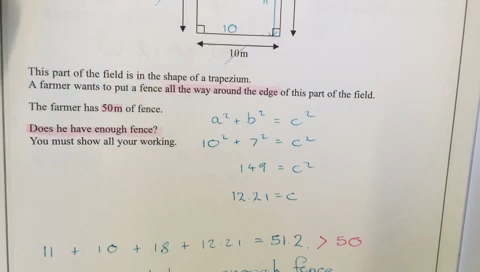 11
10
10m
This part of the field is in the shape of a trapezium.
A farmer wants to put a fence all the way around the edge of this part of the field.
The farmer has 50m of fence.
Does he have enough fence?
You must show all your working.
a² + b² = c²
10² + 7² = c²
149 = c²
12.21 = c
11 + 10 + 18 + 12.21 = 51.2 > 50
enough fence